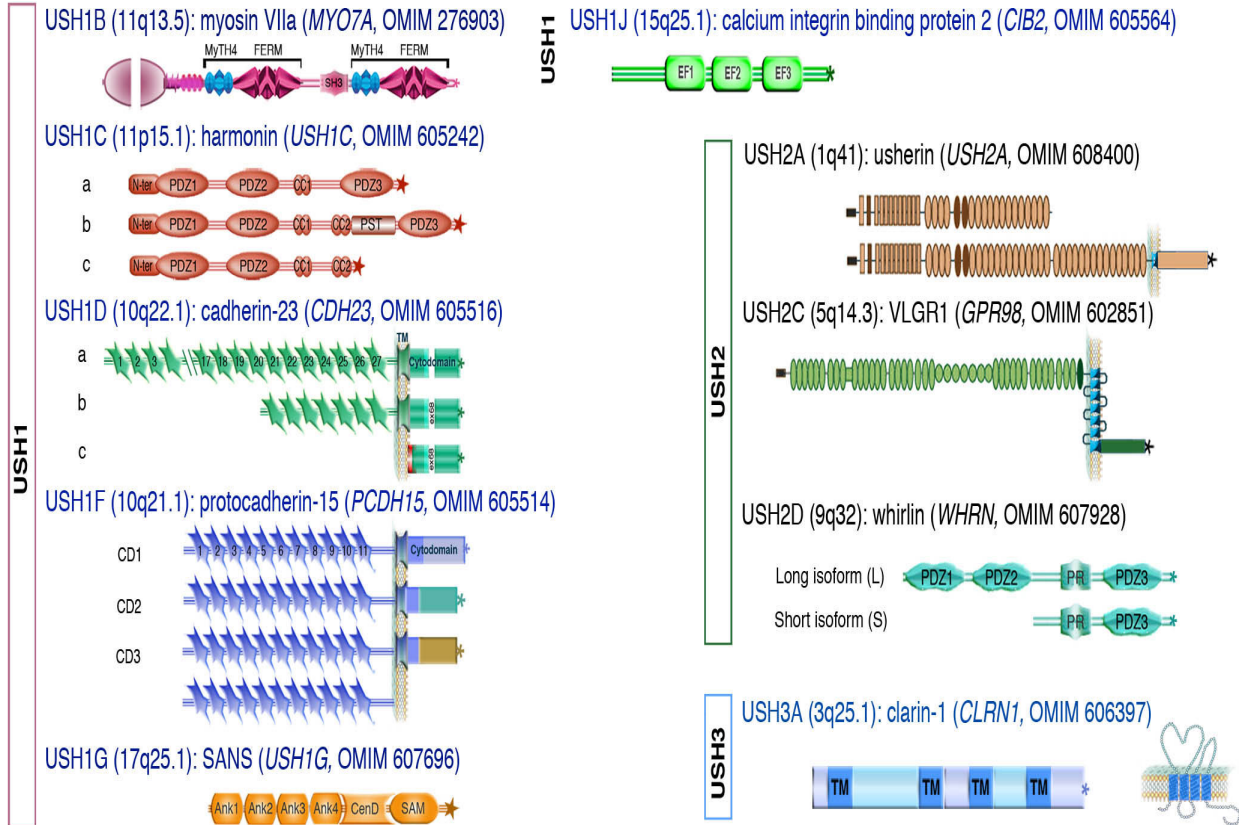 USH1
USH1B (11q13.5): myosin VIIa (MYO7A, OMIM 276903)
MyTH4 FERM MyTH4 FERM
SH3
USH1C (11p15.1): harmonin (USH1C, OMIM 605242)
a N-ter PDZ1 PDZ2 CC1 PDZ3
b N-ter PDZ1 PDZ2 CC1 CC2 PST PDZ3
c N-ter PDZ1 PDZ2 CC1 CC2
USH1D (10q22.1): cadherin-23 (CDH23, OMIM 605516)
TM
a 1 2 3 17 18 19 20 21 22 23 24 25 26 27 Cytodomain
b ex68
c ex68
USH1F (10q21.1): protocadherin-15 (PCDH15, OMIM 605514)
TM
CD1 1 2 3 4 5 6 7 8 9 10 11 Cytodomain
CD2
CD3
USH1G (17q25.1): SANS (USH1G, OMIM 607696)
Ank1 Ank2 Ank3 Ank4 CenD SAM
USH1
USH1J (15q25.1): calcium integrin binding protein 2 (CIB2, OMIM 605564)
EF1 EF2 EF3
USH2
USH2A (1q41): usherin (USH2A, OMIM 608400)
USH2C (5q14.3): VLGR1 (GPR98, OMIM 602851)
USH2D (9q32): whirlin (WHRN, OMIM 607928)
Long isoform (L) PDZ1 PDZ2 PR PDZ3
Short isoform (S) PR PDZ3
USH3
USH3A (3q25.1): clarin-1 (CLRN1, OMIM 606397)
TM TM TM TM